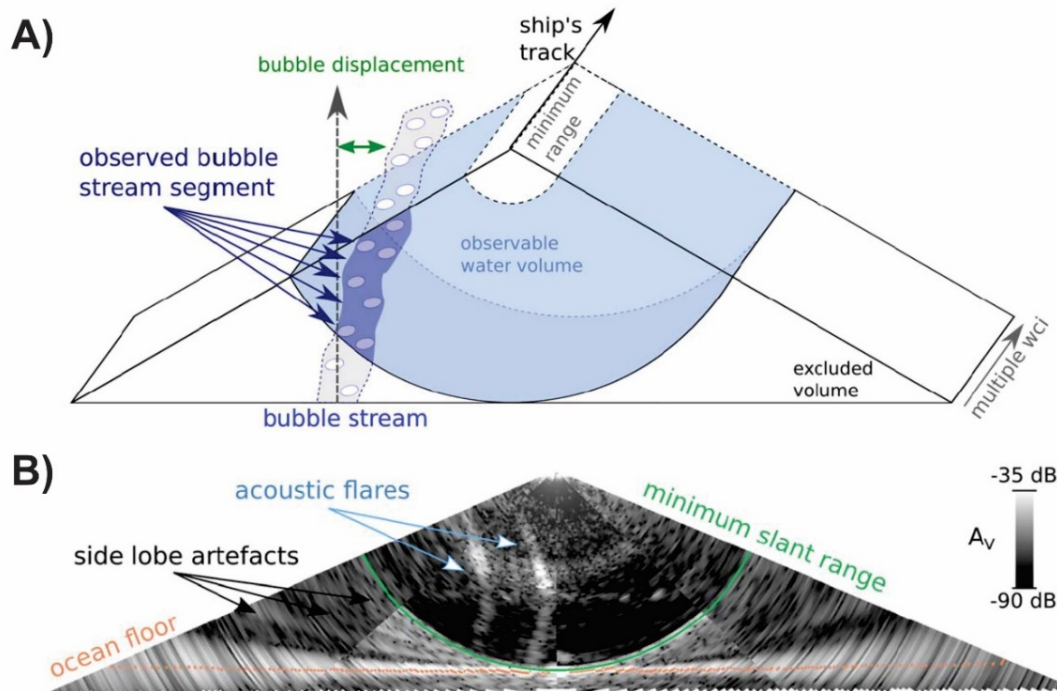 A)
ship's
track
bubble displacement
minimum
range
observed bubble
stream segment
observable
water volume
excluded
volume
multiple wci
bubble stream
B)
-35 dB
acoustic flares
minimum slant range
side lobe artefacts
AV
-90 dB
ocean floor